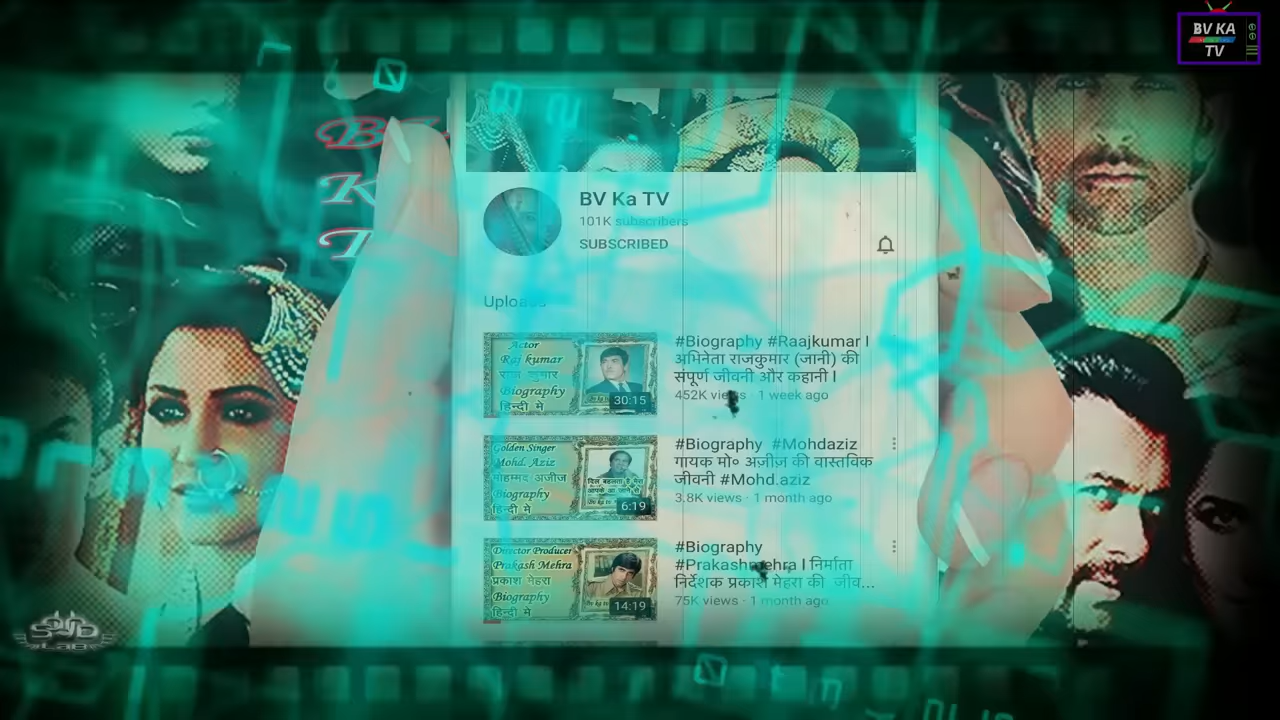 BV KA
TV
B
K
T
BV Ka TV
101K subscribers
SUBSCRIBED
Uploads
Actor
Raj kumar
राज कुमार
Biography
हिन्दी मे
30:15
#Biography #Raajkumar l
अभिनेता राजकुमार (जानी) की
संपूर्ण जीवनी और कहानी l
452K views · 1 week ago
Golden Singer
Mohd. Aziz
मोहम्मद अजीज
Biography
हिन्दी मे
6:19
#Biography #Mohdaziz
गायक मो॰ अज़ीज़ की वास्तविक
जीवनी #Mohd.aziz
3.8K views · 1 month ago
Director Producer
Prakash Mehra
प्रकाश मेहरा
Biography
हिन्दी मे
14:19
#Biography
#Prakashmehra l निर्माता
निर्देशक प्रकाश मेहरा की जीव...
75K views · 1 month ago
SOUND
LAB